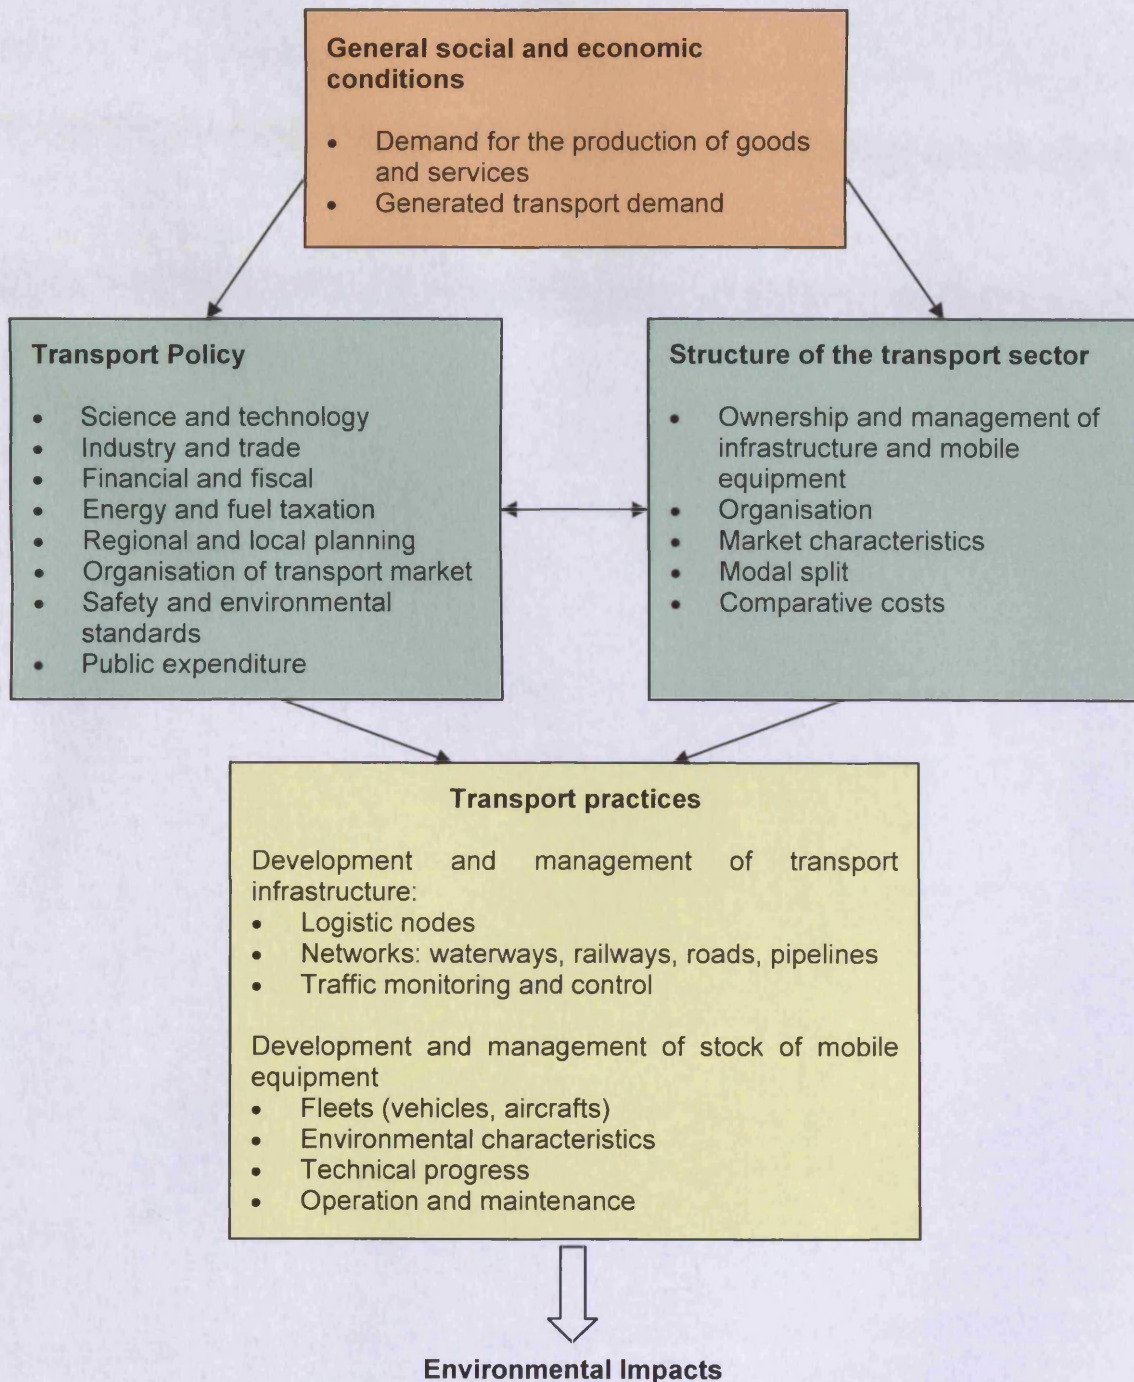 General social and economic
conditions
• Demand for the production of goods
and services
• Generated transport demand
Transport Policy
• Science and technology
• Industry and trade
• Financial and fiscal
• Energy and fuel taxation
• Regional and local planning
• Organisation of transport market
• Safety and environmental
standards
• Public expenditure
Structure of the transport sector
• Ownership and management of
infrastructure and mobile
equipment
• Organisation
• Market characteristics
• Modal split
• Comparative costs
Transport practices
Development and management of transport
infrastructure:
• Logistic nodes
• Networks: waterways, railways, roads, pipelines
• Traffic monitoring and control
Development and management of stock of mobile
equipment
• Fleets (vehicles, aircrafts)
• Environmental characteristics
• Technical progress
• Operation and maintenance
Environmental Impacts